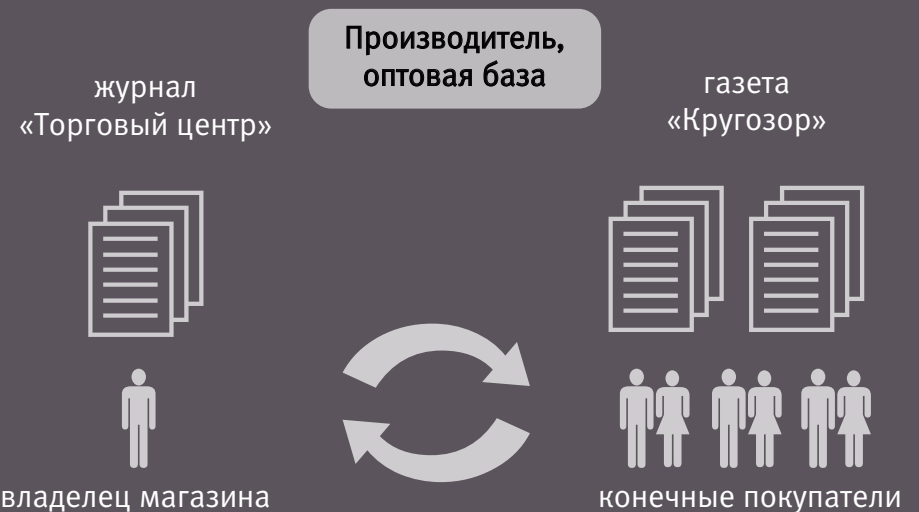 Производитель,
оптовая база
журнал
«Торговый центр»
газета
«Кругозор»
владелец магазина
конечные покупатели